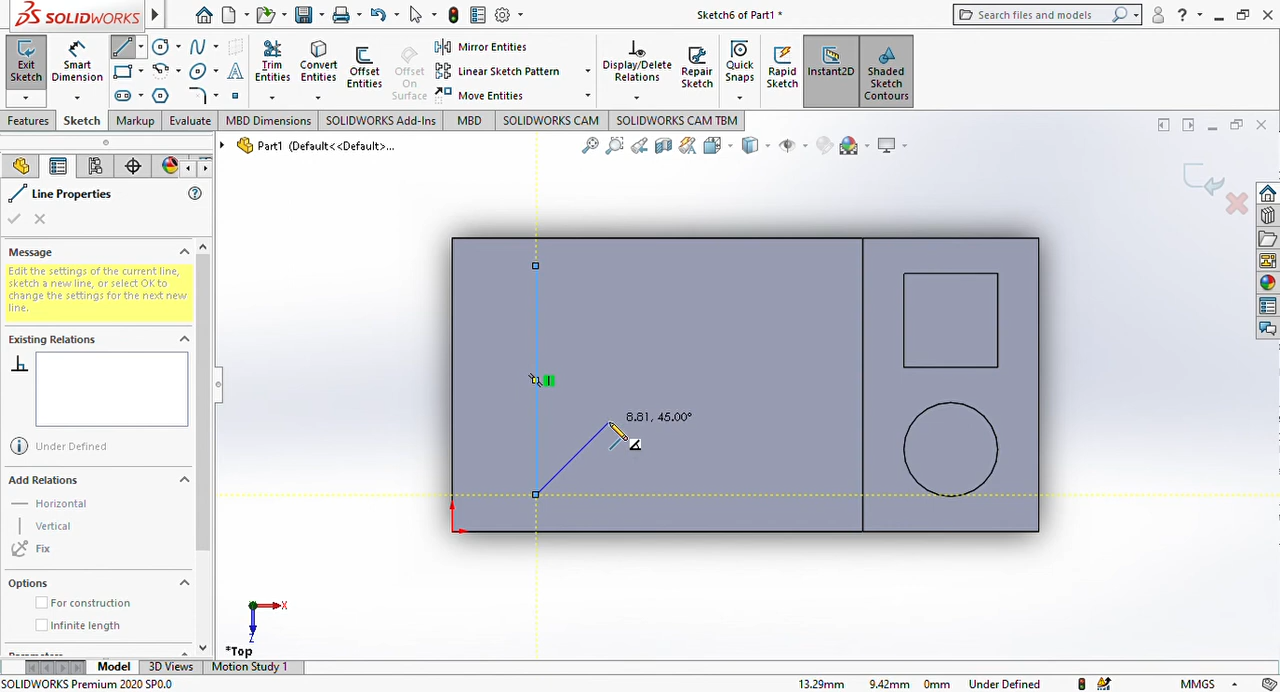 SOLIDWORKS
Sketch6 of Part1 *
Search files and models
?
Exit Sketch
Smart Dimension
Trim Entities
Convert Entities
Offset Entities
Offset On Surface
Mirror Entities
Linear Sketch Pattern
Move Entities
Display/Delete Relations
Repair Sketch
Quick Snaps
Rapid Sketch
Instant2D
Shaded Sketch Contours
Features
Sketch
Markup
Evaluate
MBD Dimensions
SOLIDWORKS Add-Ins
MBD
SOLIDWORKS CAM
SOLIDWORKS CAM TBM
Part1 (Default<<Default>...
Line Properties
?
Message
Edit the settings of the current line,
sketch a new line, or select OK to
change the settings for the next new
line.
Existing Relations
Under Defined
Add Relations
Horizontal
Vertical
Fix
Options
For construction
Infinite length
8.81, 45.00°
X
Z
*Top
Model
3D Views
Motion Study 1
SOLIDWORKS Premium 2020 SP0.0
13.29mm
9.42mm
0mm
Under Defined
MMGS